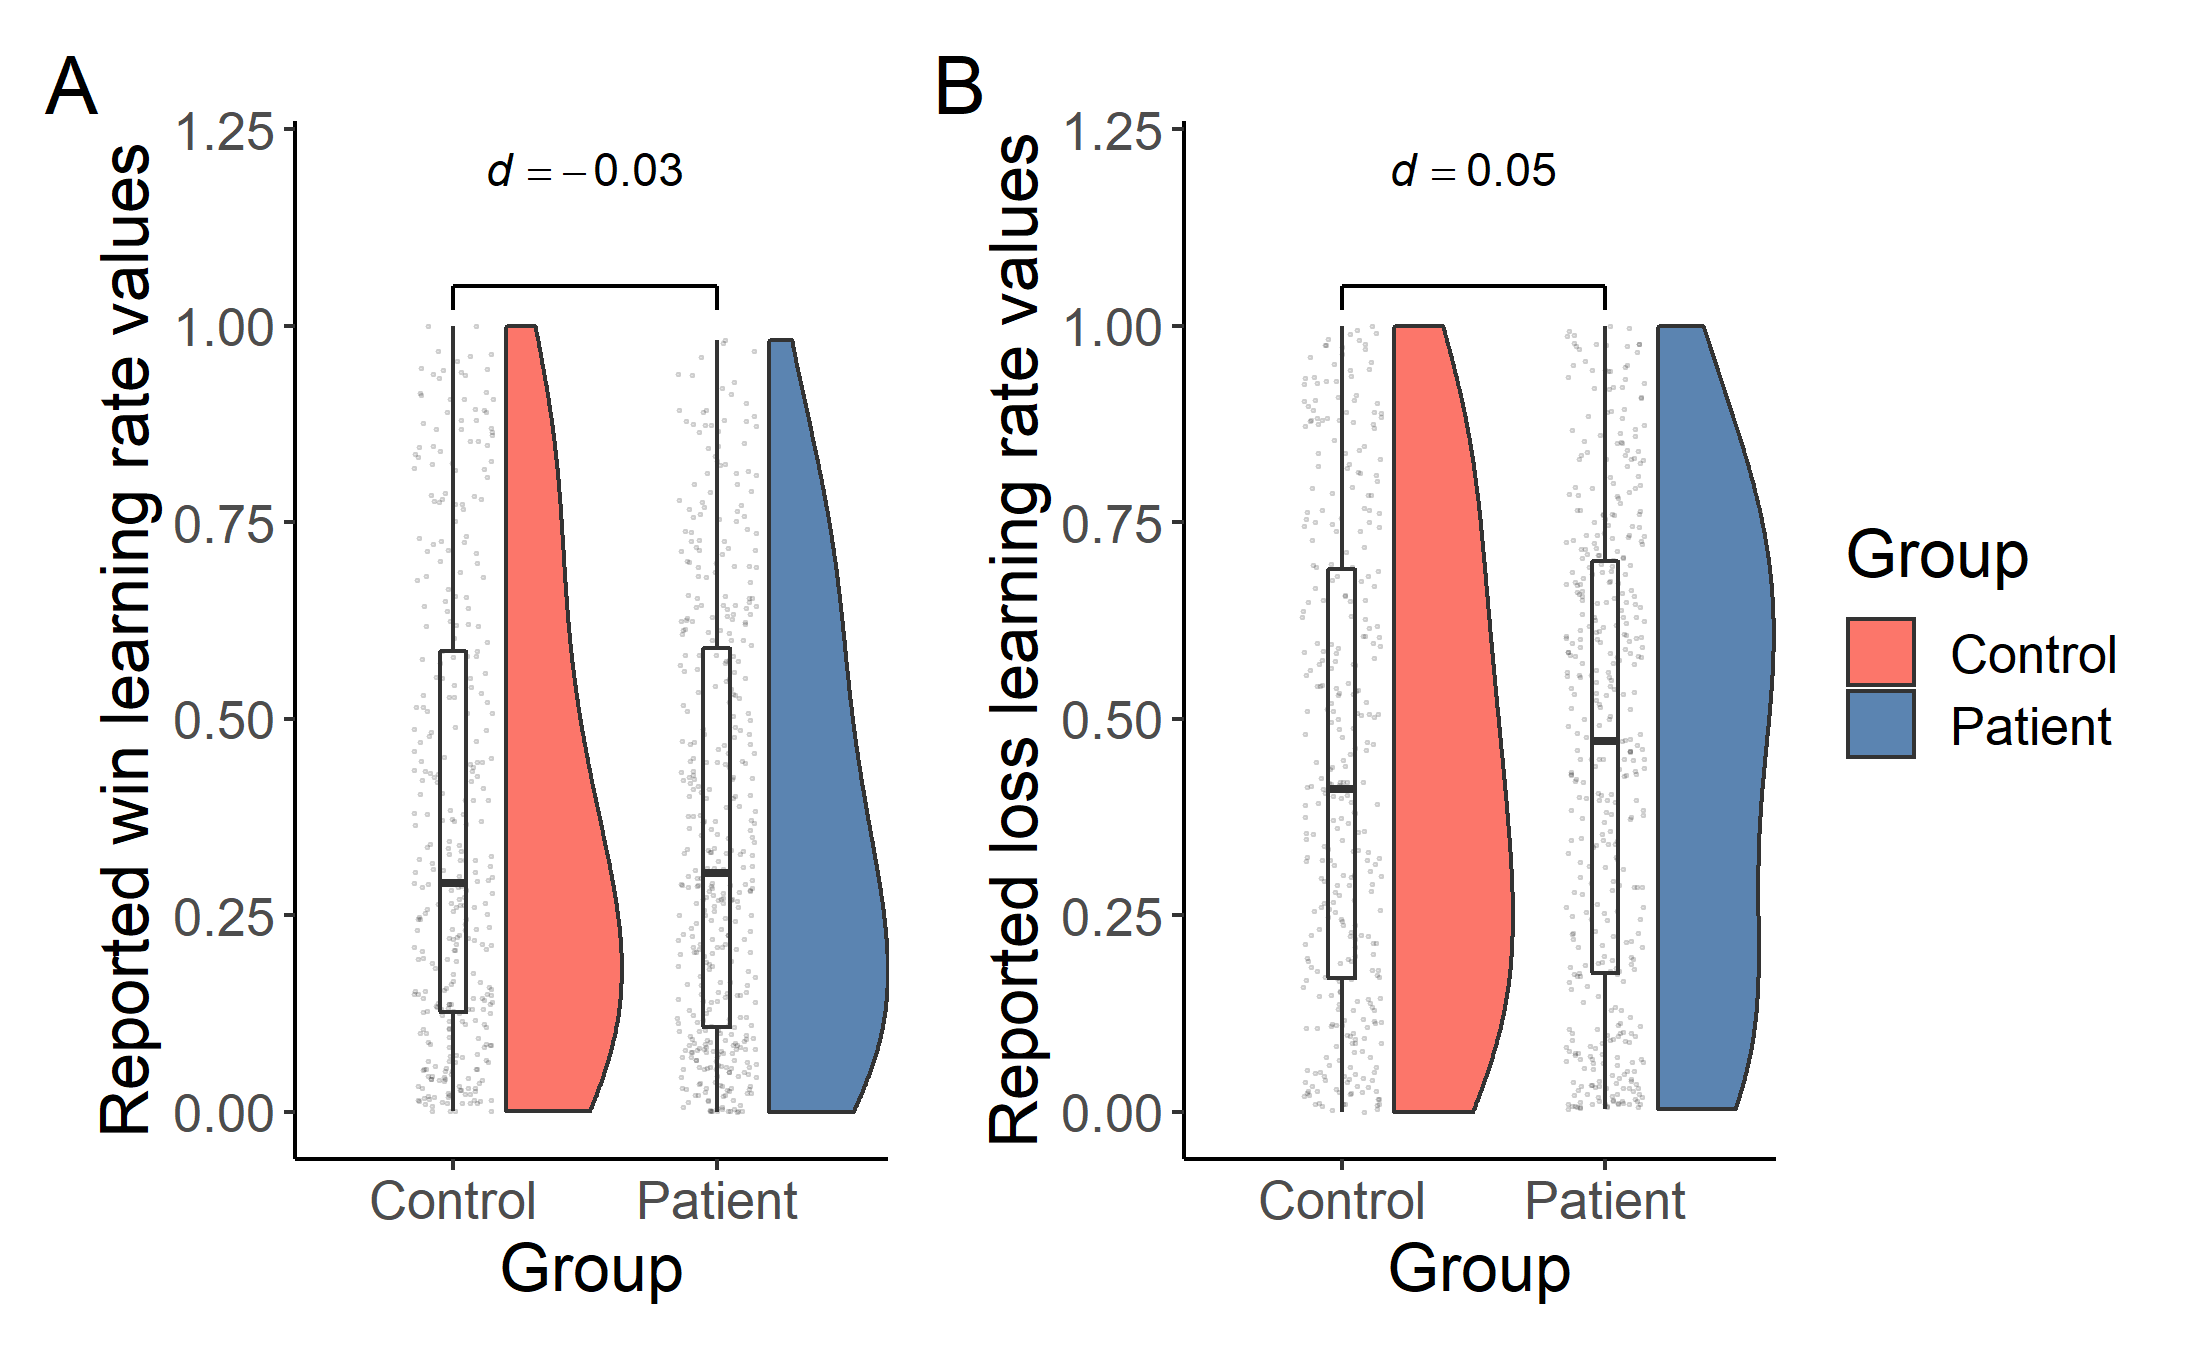 A
Reported win learning rate values
1.25
1.00
0.75
0.50
0.25
0.00
d = −0.03
Control
Patient
Group
B
Reported loss learning rate values
1.25
1.00
0.75
0.50
0.25
0.00
d = 0.05
Control
Patient
Group
Group
Control
Patient